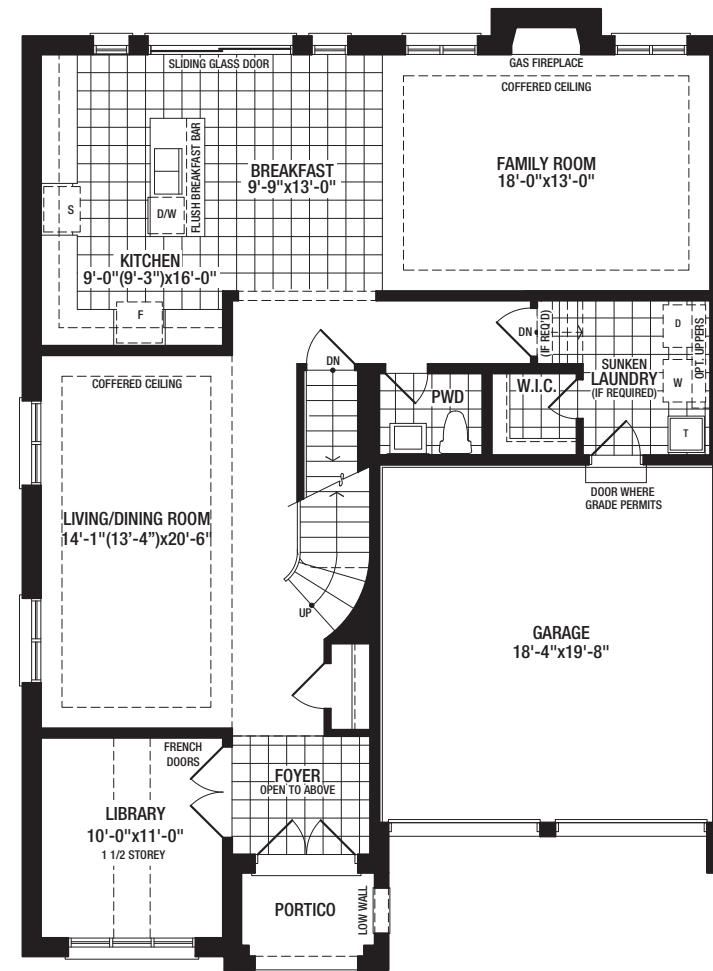 SLIDING GLASS DOOR
GAS FIREPLACE
COFFERED CEILING
FLUSH BREAKFAST BAR
BREAKFAST
9'-9"x13'-0"
FAMILY ROOM
18'-0"x13'-0"
S
D/W
KITCHEN
9'-0"(9'-3")x16'-0"
F
DN
(IF REQ'D)
D
OPT. UPPERS
SUNKEN
LAUNDRY
(IF REQUIRED)
W
T
DN
PWD
W.I.C.
COFFERED CEILING
DOOR WHERE
GRADE PERMITS
LIVING/DINING ROOM
14'-1"(13'-4")x20'-6"
UP
GARAGE
18'-4"x19'-8"
FRENCH
DOORS
FOYER
OPEN TO ABOVE
LIBRARY
10'-0"x11'-0"
1 1/2 STOREY
PORTICO
LOW WALL